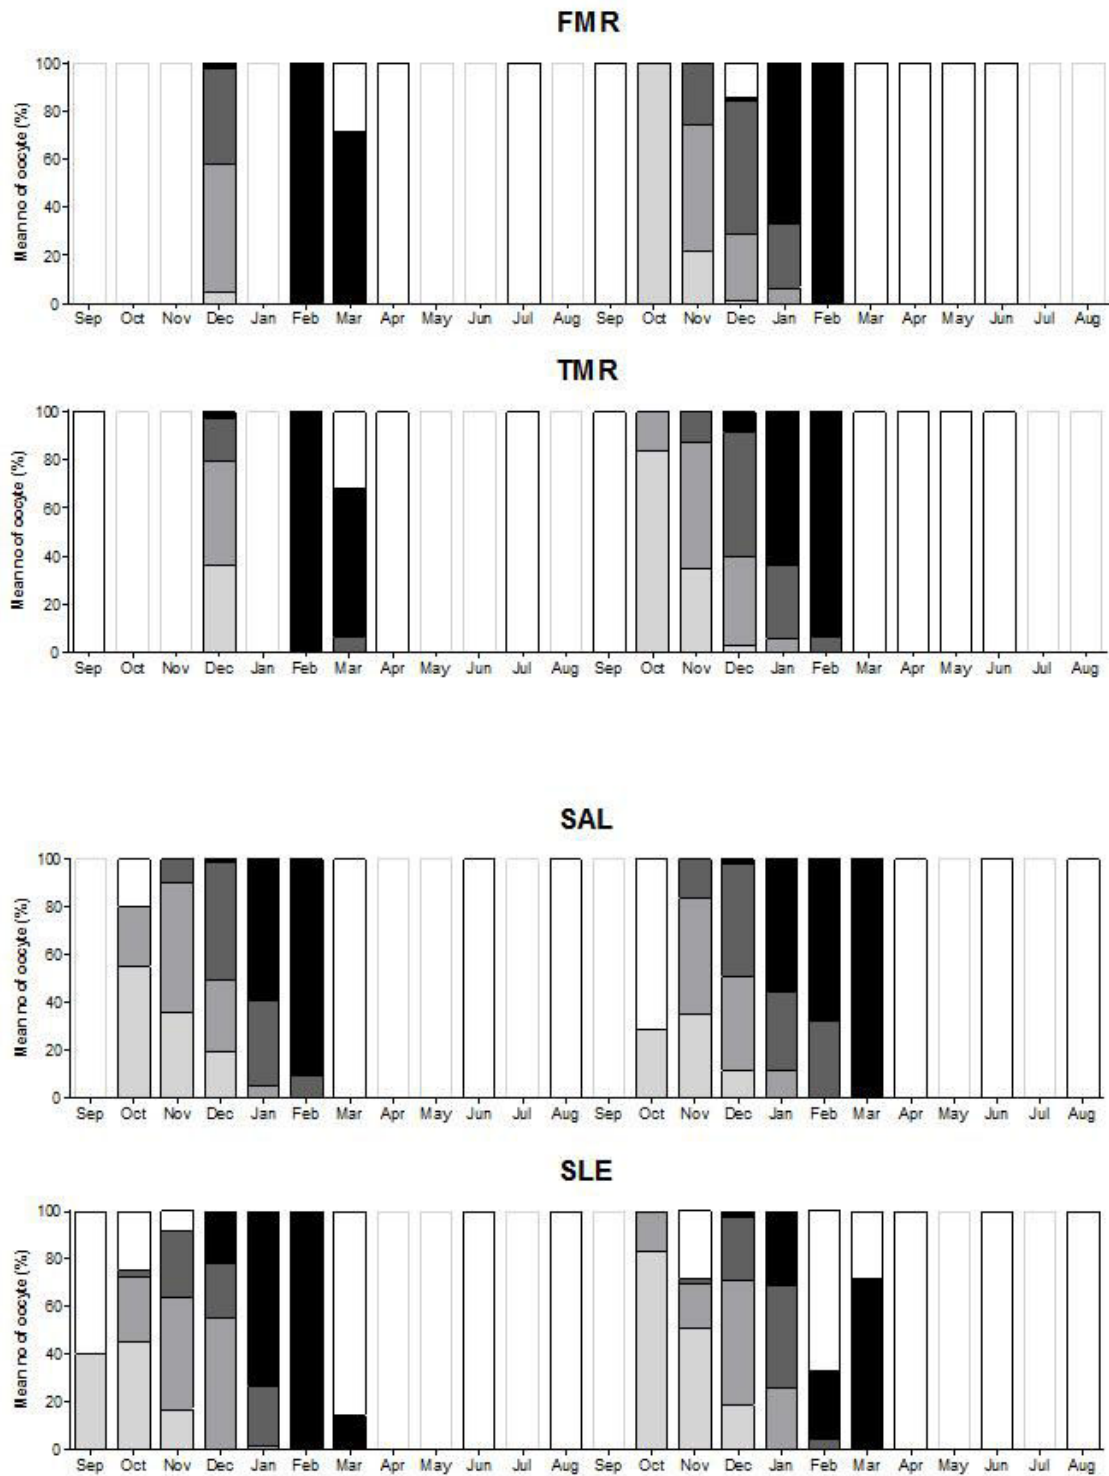 FMR
Mean no of oocyte (%)
100
80
60
40
20
0
Sep Oct Nov Dec Jan Feb Mar Apr May Jun Jul Aug Sep Oct Nov Dec Jan Feb Mar Apr May Jun Jul Aug
TMR
Mean no of oocyte (%)
100
80
60
40
20
0
Sep Oct Nov Dec Jan Feb Mar Apr May Jun Jul Aug Sep Oct Nov Dec Jan Feb Mar Apr May Jun Jul Aug
SAL
Mean no of oocyte (%)
100
80
60
40
20
0
Sep Oct Nov Dec Jan Feb Mar Apr May Jun Jul Aug Sep Oct Nov Dec Jan Feb Mar Apr May Jun Jul Aug
SLE
Mean no of oocyte (%)
100
80
60
40
20
0
Sep Oct Nov Dec Jan Feb Mar Apr May Jun Jul Aug Sep Oct Nov Dec Jan Feb Mar Apr May Jun Jul Aug